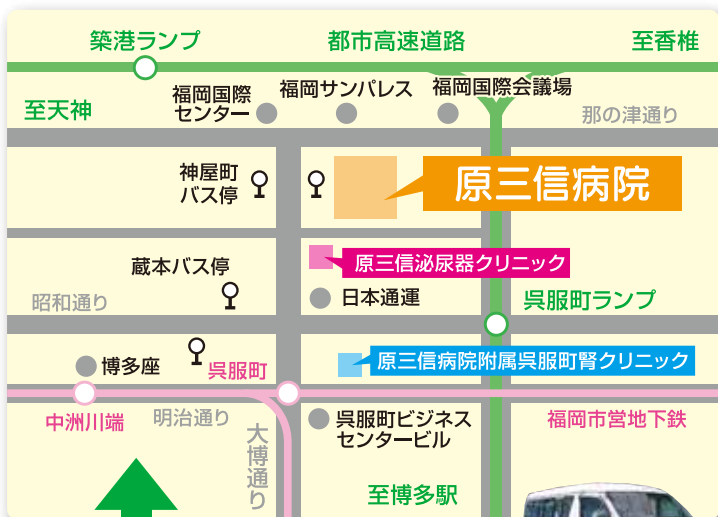 築港ランプ
都市高速道路
至香椎
福岡国際
センター
福岡サンパレス
福岡国際会議場
至天神
那の津通り
神屋町
バス停
原三信病院
蔵本バス停
原三信泌尿器クリニック
昭和通り
日本通運
呉服町ランプ
博多座
呉服町
原三信病院附属呉服町腎クリニック
中洲川端
明治通り
大博通り
呉服町ビジネス
センタービル
福岡市営地下鉄
至博多駅